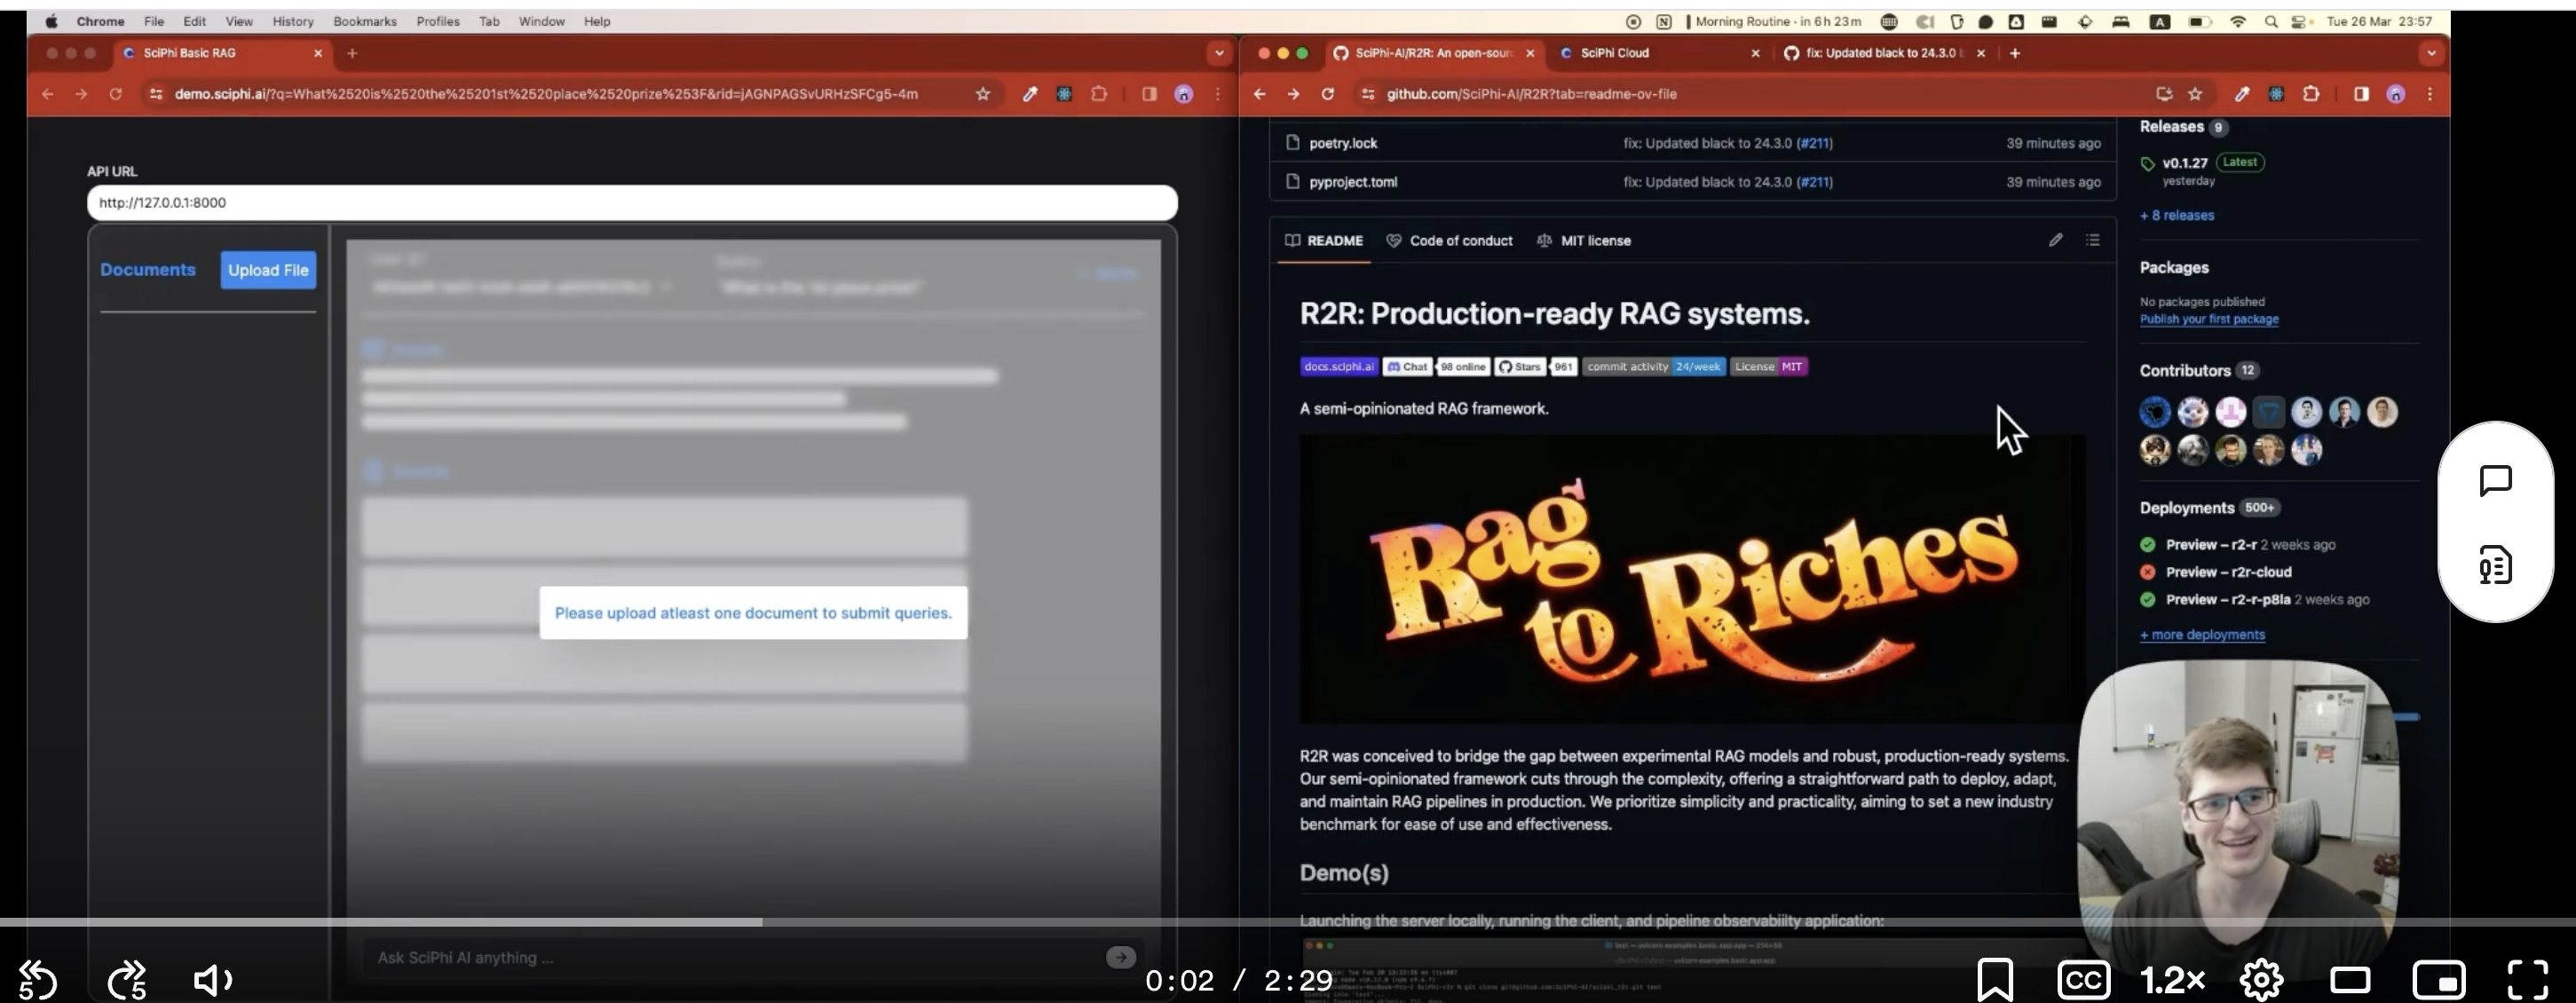 Chrome File Edit View History Bookmarks Profiles Tab Window Help
Morning Routine · in 6 h 23 m
A
Tue 26 Mar 23:57
SciPhi Basic RAG
demo.sciphi.ai/?q=What%2520is%2520the%25201st%2520place%2520prize%253F&rid=jAGNPAGSvURHzSFCg5-4m
API URL
http://127.0.0.1:8000
Documents
Upload File
Please upload atleast one document to submit queries.
Ask SciPhi AI anything ...
SciPhi-AI/R2R: An open-sour
SciPhi Cloud
fix: Updated black to 24.3.0
github.com/SciPhi-AI/R2R?tab=readme-ov-file
poetry.lock fix: Updated black to 24.3.0 (#211) 39 minutes ago
pyproject.toml fix: Updated black to 24.3.0 (#211) 39 minutes ago
README Code of conduct MIT license
R2R: Production-ready RAG systems.
docs.sciphi.ai Chat 98 online Stars 961 commit activity 24/week License MIT
A semi-opinionated RAG framework.
Rag
to Riches
R2R was conceived to bridge the gap between experimental RAG models and robust, production-ready systems.
Our semi-opinionated framework cuts through the complexity, offering a straightforward path to deploy, adapt,
and maintain RAG pipelines in production. We prioritize simplicity and practicality, aiming to set a new industry
benchmark for ease of use and effectiveness.
Demo(s)
Launching the server locally, running the client, and pipeline observability application:
Releases 9
v0.1.27 Latest
yesterday
+ 8 releases
Packages
No packages published
Publish your first package
Contributors 12
Deployments 500+
Preview – r2-r 2 weeks ago
Preview – r2r-cloud
Preview – r2-r-p8la 2 weeks ago
+ more deployments
5
5
0:02 / 2:29
CC
1.2×